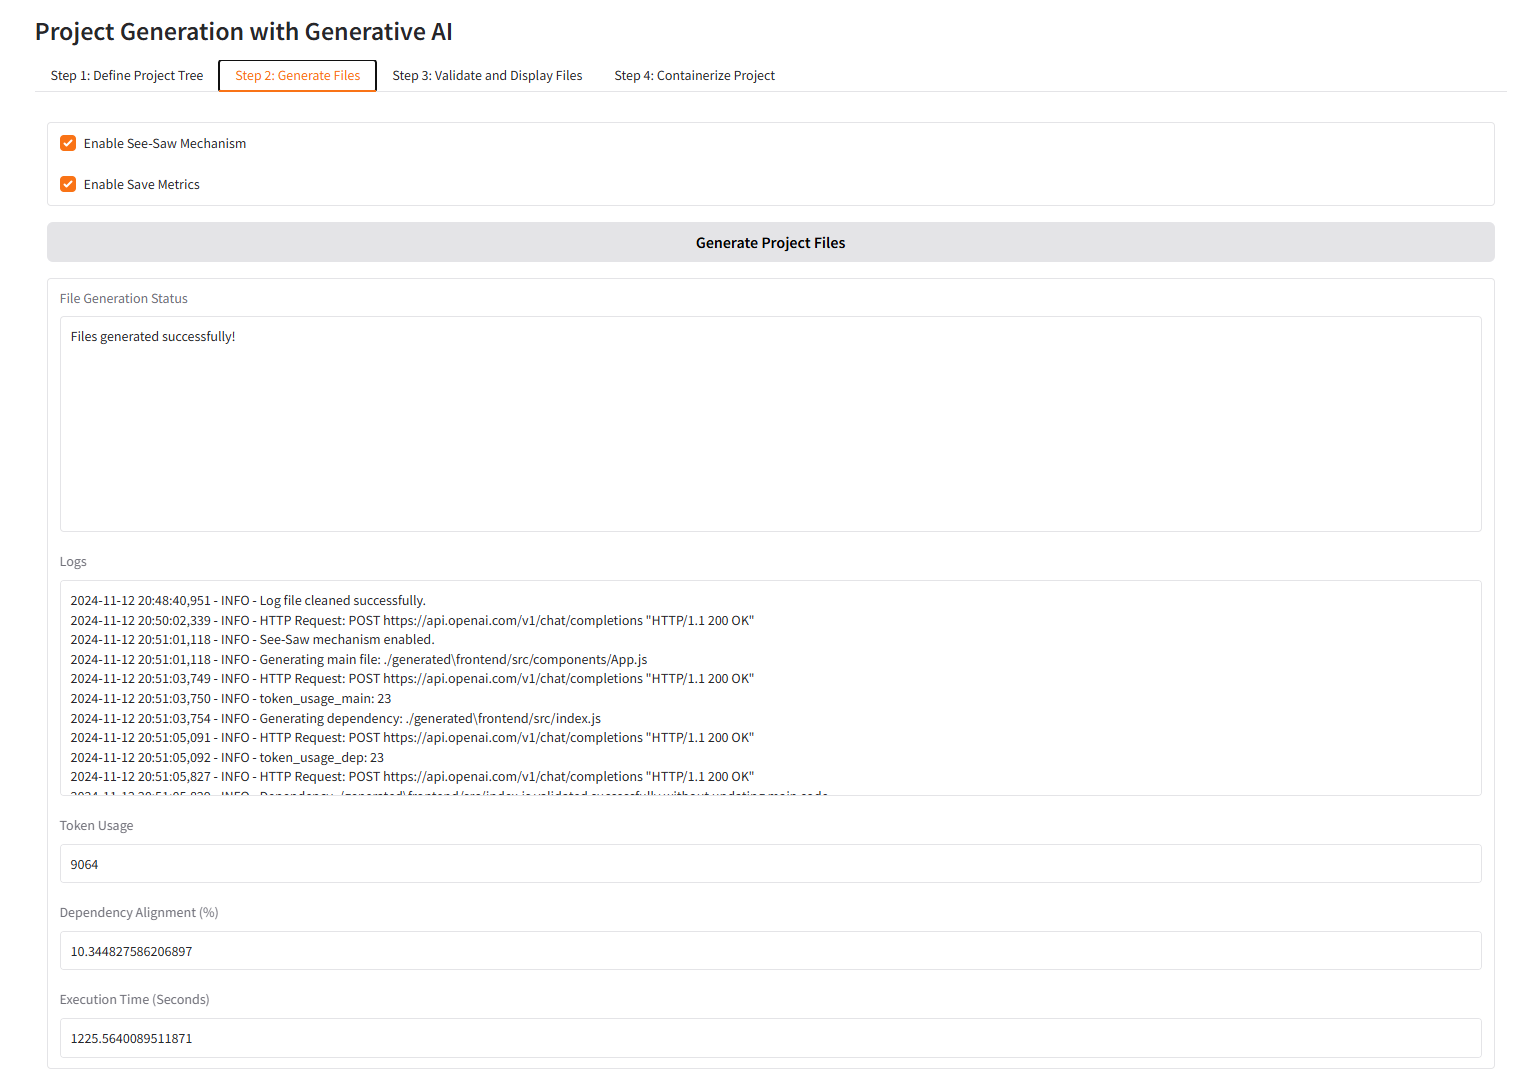 Project Generation with Generative AI
Step 1: Define Project Tree Step 2: Generate Files Step 3: Validate and Display Files Step 4: Containerize Project
Enable See-Saw Mechanism
Enable Save Metrics
Generate Project Files
File Generation Status
Files generated successfully!
Logs
2024-11-12 20:48:40,951 - INFO - Log file cleaned successfully.
2024-11-12 20:50:02,339 - INFO - HTTP Request: POST https://api.openai.com/v1/chat/completions "HTTP/1.1 200 OK"
2024-11-12 20:51:01,118 - INFO - See-Saw mechanism enabled.
2024-11-12 20:51:01,118 - INFO - Generating main file: ./generated\frontend/src/components/App.js
2024-11-12 20:51:03,749 - INFO - HTTP Request: POST https://api.openai.com/v1/chat/completions "HTTP/1.1 200 OK"
2024-11-12 20:51:03,750 - INFO - token_usage_main: 23
2024-11-12 20:51:03,754 - INFO - Generating dependency: ./generated\frontend/src/index.js
2024-11-12 20:51:05,091 - INFO - HTTP Request: POST https://api.openai.com/v1/chat/completions "HTTP/1.1 200 OK"
2024-11-12 20:51:05,092 - INFO - token_usage_dep: 23
2024-11-12 20:51:05,827 - INFO - HTTP Request: POST https://api.openai.com/v1/chat/completions "HTTP/1.1 200 OK"
Token Usage
9064
Dependency Alignment (%)
10.344827586206897
Execution Time (Seconds)
1225.5640089511871